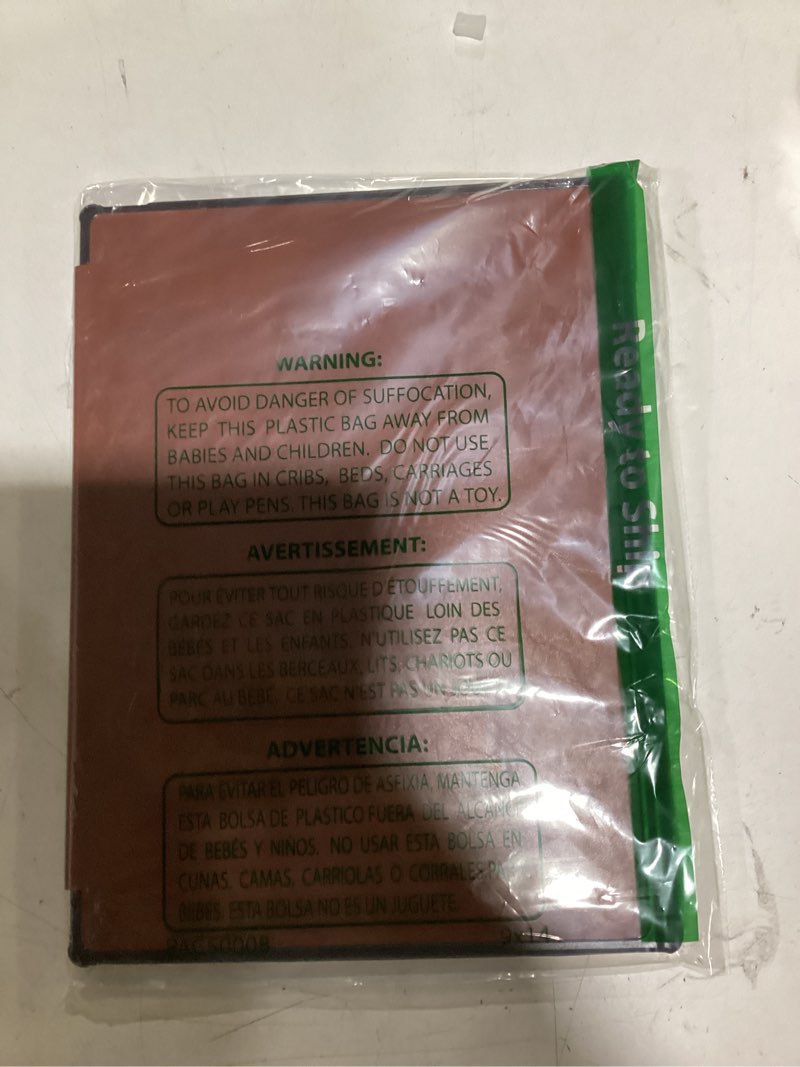 WARNING:
TO AVOID DANGER OF SUFFOCATION,
KEEP THIS PLASTIC BAG AWAY FROM
BABIES AND CHILDREN. DO NOT USE
THIS BAG IN CRIBS, BEDS, CARRIAGES
OR PLAY PENS. THIS BAG IS NOT A TOY.
AVERTISSEMENT:
POUR ÉVITER TOUT RISQUE D'ÉTOUFFEMENT,
GARDEZ CE SAC EN PLASTIQUE LOIN DES
BÉBÉS ET LES ENFANTS. N'UTILISEZ PAS CE
SAC DANS LES BERCEAUX, LITS, CHARIOTS OU
PARC AU BÉBÉ. CE SAC N'EST PAS UN
ADVERTENCIA:
PARA EVITAR EL PELIGRO DE ASFIXIA, MANTENGA
ESTA BOLSA DE PLASTICO FUERA DEL ALCANCE
DE BEBÉS Y NIÑOS. NO USAR ESTA BOLSA EN
CUNAS, CAMAS, CARRIOLAS O CORRALES
BEBÉS. ESTA BOLSA NO ES UN JUGUETE.
BAG50008 9x14
Ready to Ship